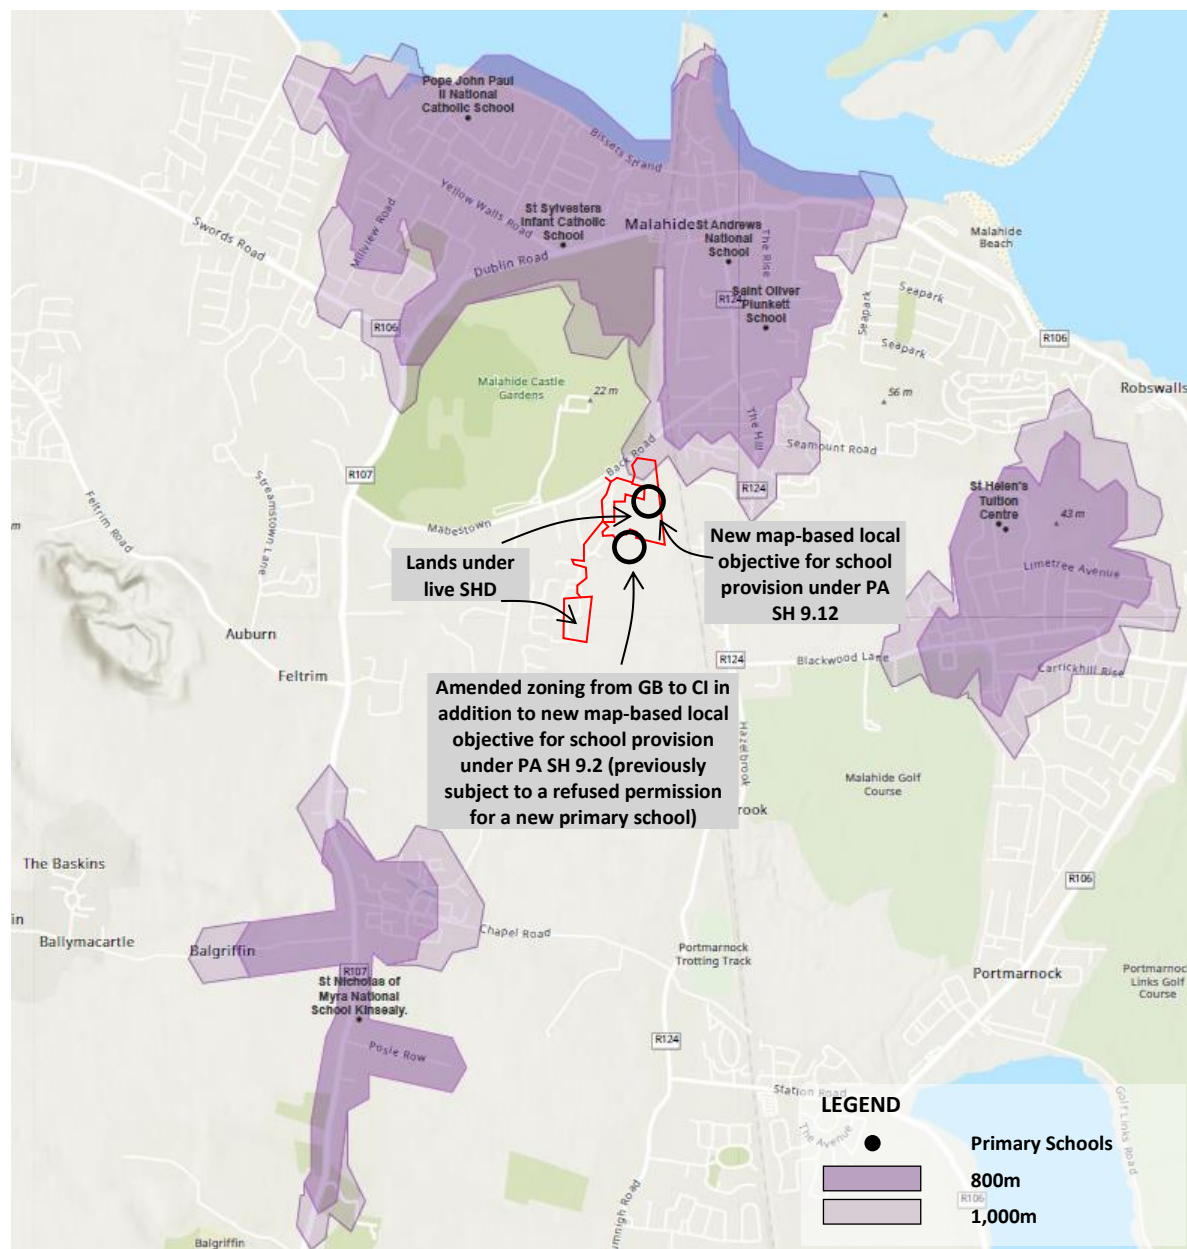 Pope John Paul
II National
Catholic School
Bissets Strand
Yellow Walls Road
St Sylvesters
Infant Catholic
School
Malahide
St Andrews
National
School
The Rise
Millview Road
Swords Road
Dublin Road
Malahide
Beach
R124
Saint Oliver
Plunkett
School
Seapark
Seapark
Seapark
R106
R106
Malahide Castle
Gardens
22 m
56 m
Robswalls
The Hill
Seamount Road
Back Road
R107
R124
Streamstown Lane
Feltrim Road
m
Mabestown
St Helen's
Tuition
Centre
43 m
Lands under
live SHD
New map-based local
objective for school
provision under PA
SH 9.12
Limetree Avenue
Auburn
Feltrim
R124
Blackwood Lane
Carrickhill Rise
Amended zoning from GB to CI in
addition to new map-based local
objective for school provision
under PA SH 9.2 (previously
subject to a refused permission
for a new primary school)
Hazelbrook
Malahide Golf
Course
rook
The Baskins
R106
in
Ballymacartle
Balgriffin
Chapel Road
Portmarnock
Trotting Track
Portmarnock
Portmarnoc
Links Golf
Course
R107
St Nicholas of
Myra National
School Kinsealy.
Posie Row
R124
Station Road
The Avenue
Golf Links Road
LEGEND
Primary Schools
800m
1,000m
R106
umnigh Road
Balgriffin